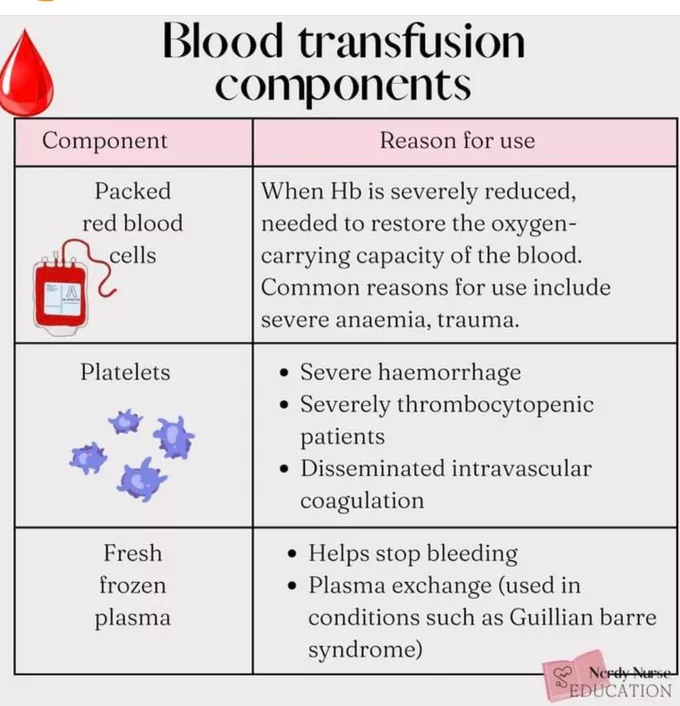 Blood transfusion
components
Component
Reason for use
Packed
red blood
cells
A
When Hb is severely reduced,
needed to restore the oxygen-
carrying capacity of the blood.
Common reasons for use include
severe anaemia, trauma.
Platelets
• Severe haemorrhage
• Severely thrombocytopenic
patients
• Disseminated intravascular
coagulation
Fresh
frozen
plasma
• Helps stop bleeding
• Plasma exchange (used in
conditions such as Guillian barre
syndrome)
Nerdy Nurse
EDUCATION